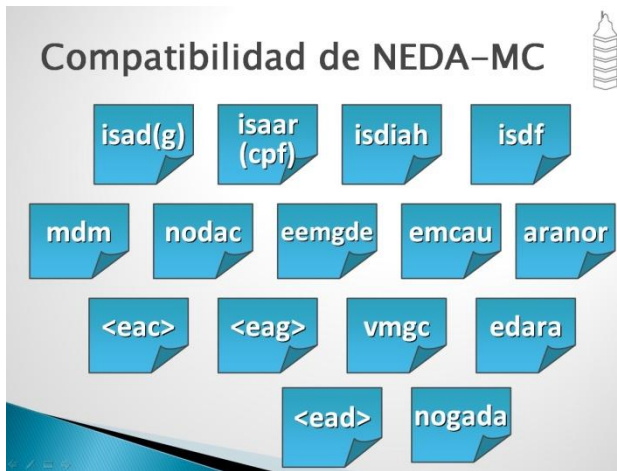 Compatibilidad de NEDA-MC
isad(g)
isaar
(cpf)
isdiah
isdf
mdm
nodac
eemgde
emcau
aranor
<eac>
<eag>
vmgc
edara
<ead>
nogada